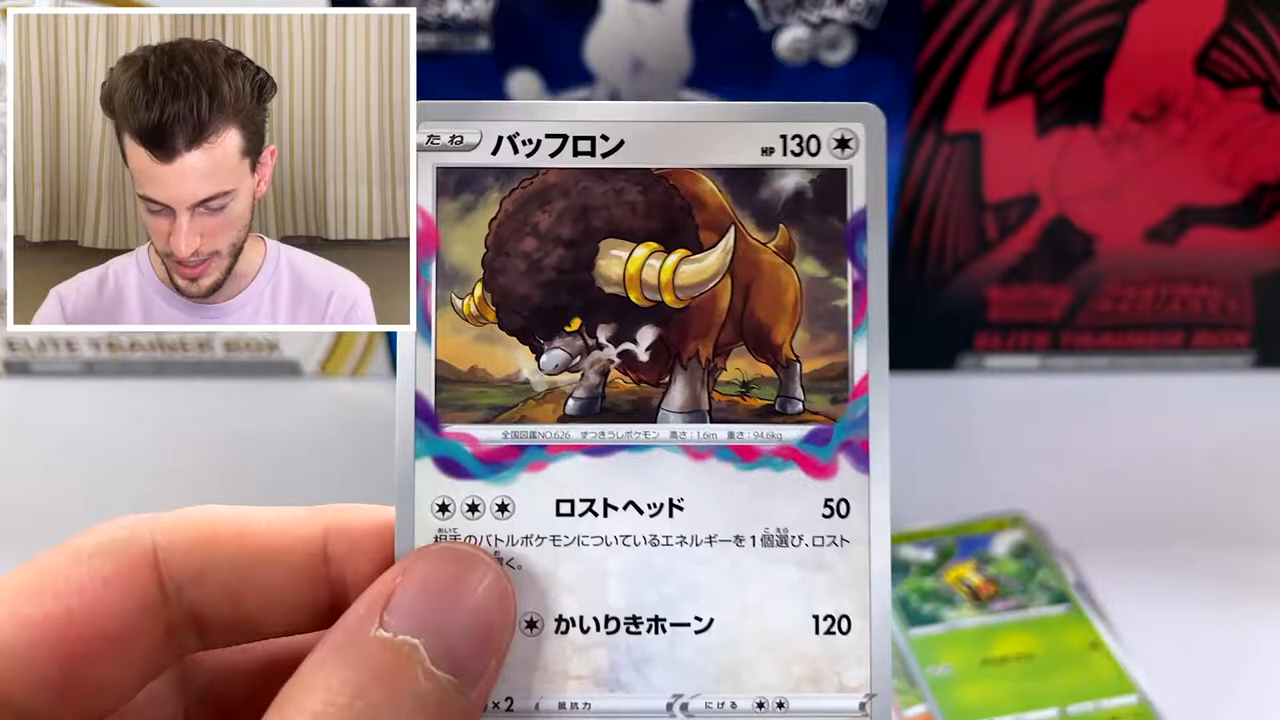 たね バッフロン HP 130
全国図鑑NO.626 ずつきうしポケモン 高さ:1.6m 重さ:94.6kg
ロストヘッド 50
相手のバトルポケモンについているエネルギーを1個選び、ロスト
く。
かいりきホーン 120
×2 抵抗力 にげる
ELITE TRAINER BOX
ELITE TRAINER BOX